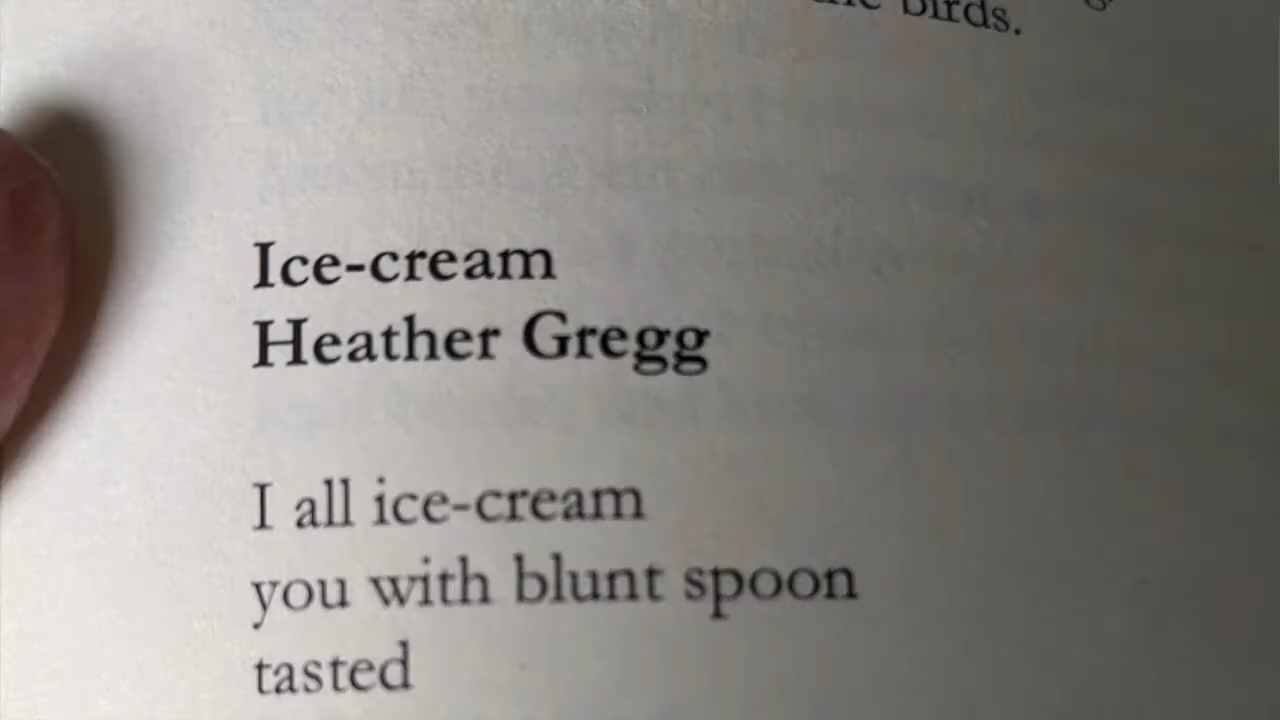 birds.
Ice-cream
Heather Gregg
I all ice-cream
you with blunt spoon
tasted